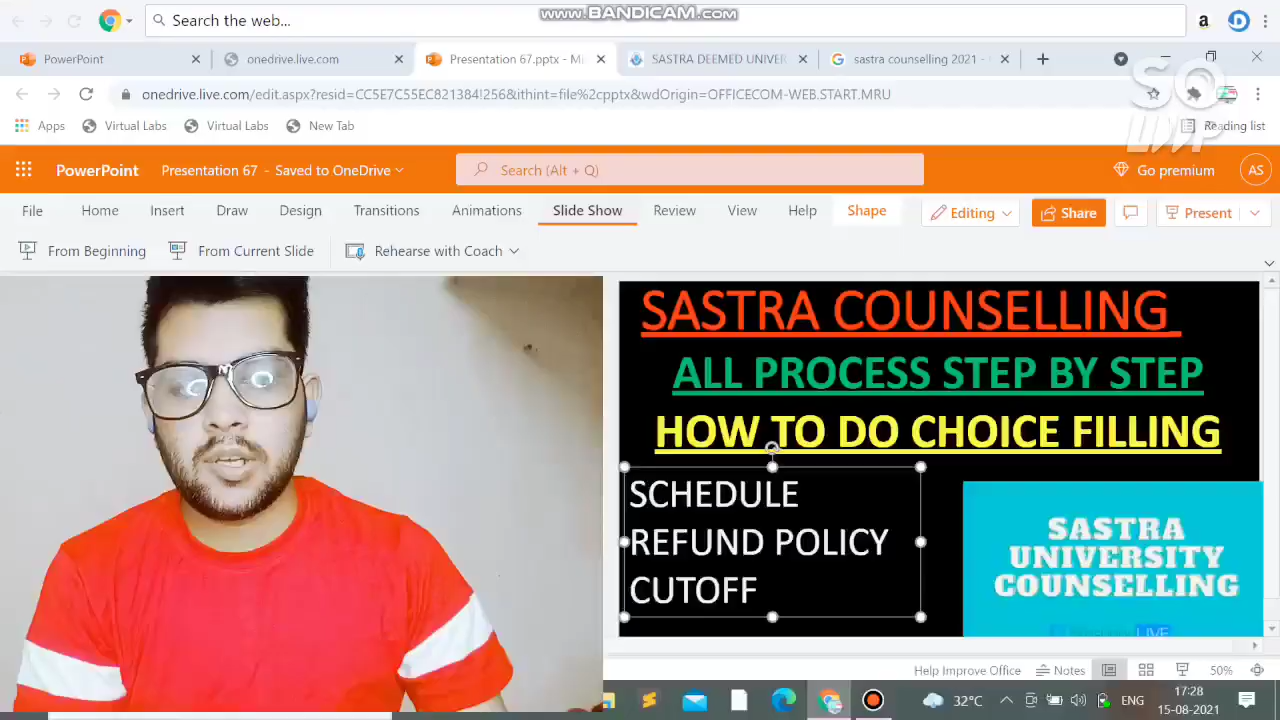 www.BANDICAM.com
Search the web...
a
PowerPoint
onedrive.live.com
Presentation 67.pptx - Mi
SASTRA DEEMED UNIVER
sastra counselling 2021 -
onedrive.live.com/edit.aspx?resid=CC5E7C55EC821384!256&ithint=file%2cpptx&wdOrigin=OFFICECOM-WEB.START.MRU
Apps
Virtual Labs
Virtual Labs
New Tab
Reading list
PowerPoint
Presentation 67 - Saved to OneDrive
Search (Alt + Q)
Go premium
AS
File
Home
Insert
Draw
Design
Transitions
Animations
Slide Show
Review
View
Help
Shape
Editing
Share
Present
From Beginning
From Current Slide
Rehearse with Coach
SASTRA COUNSELLING
ALL PROCESS STEP BY STEP
HOW TO DO CHOICE FILLING
SCHEDULE
REFUND POLICY
CUTOFF
SASTRA
UNIVERSITY
COUNSELLING
LIVE
Help Improve Office
Notes
50%
32°C
ENG
17:28
15-08-2021